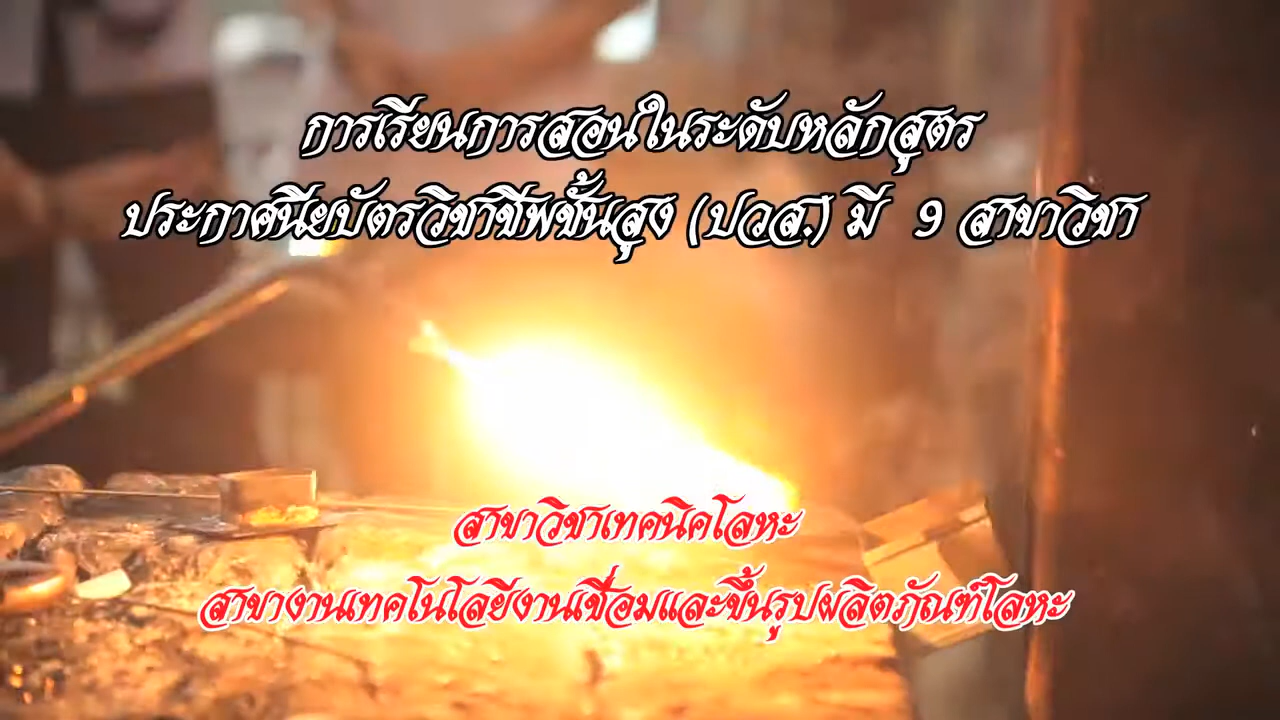 การเรียนการสอนในระดับหลักสูตร
ประกาศนียบัตรวิชาชีพชั้นสูง (ปวส.) มี 9 สาขาวิชา
สาขาวิชาเทคนิคโลหะ
สาขางานเทคโนโลยีงานเชื่อมและขึ้นรูปผลิตภัณฑ์โลหะ